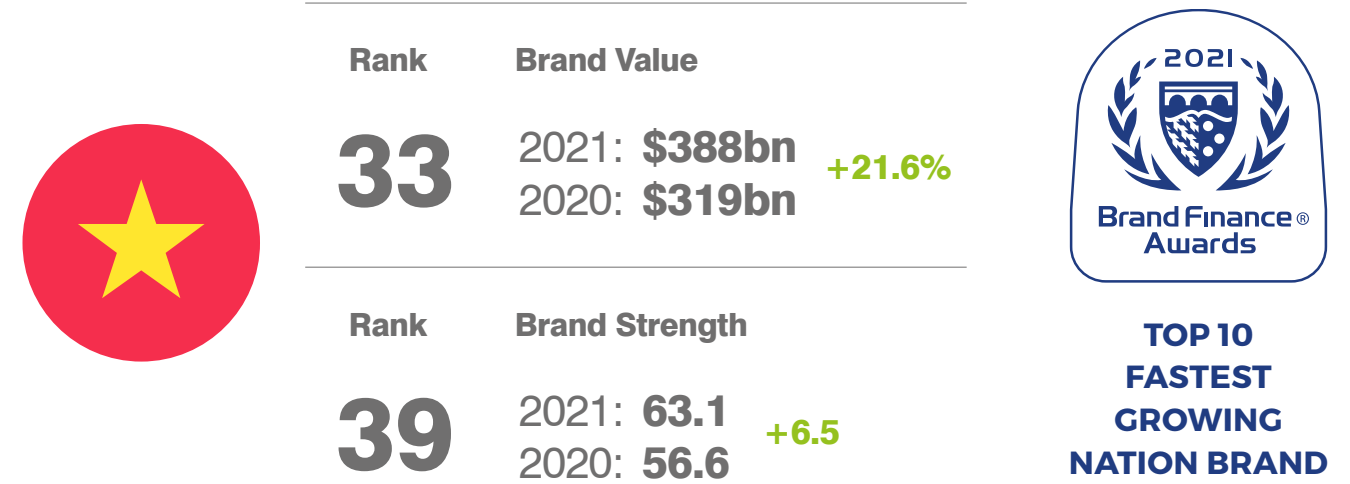 Rank Brand Value
33 2021: $388bn +21.6%
2020: $319bn
Rank Brand Strength
39 2021: 63.1 +6.5
2020: 56.6
2021
Brand Finance®
Awards
TOP 10
FASTEST
GROWING
NATION BRAND